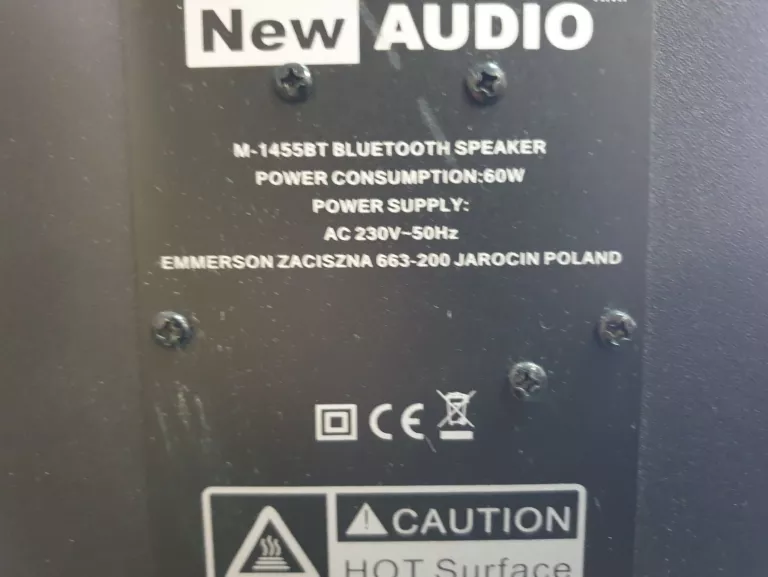 New AUDIO
M-1455BT BLUETOOTH SPEAKER
POWER CONSUMPTION:60W
POWER SUPPLY:
AC 230V~50Hz
EMMERSON ZACISZNA 663-200 JAROCIN POLAND
CE
CAUTION
HOT Surface